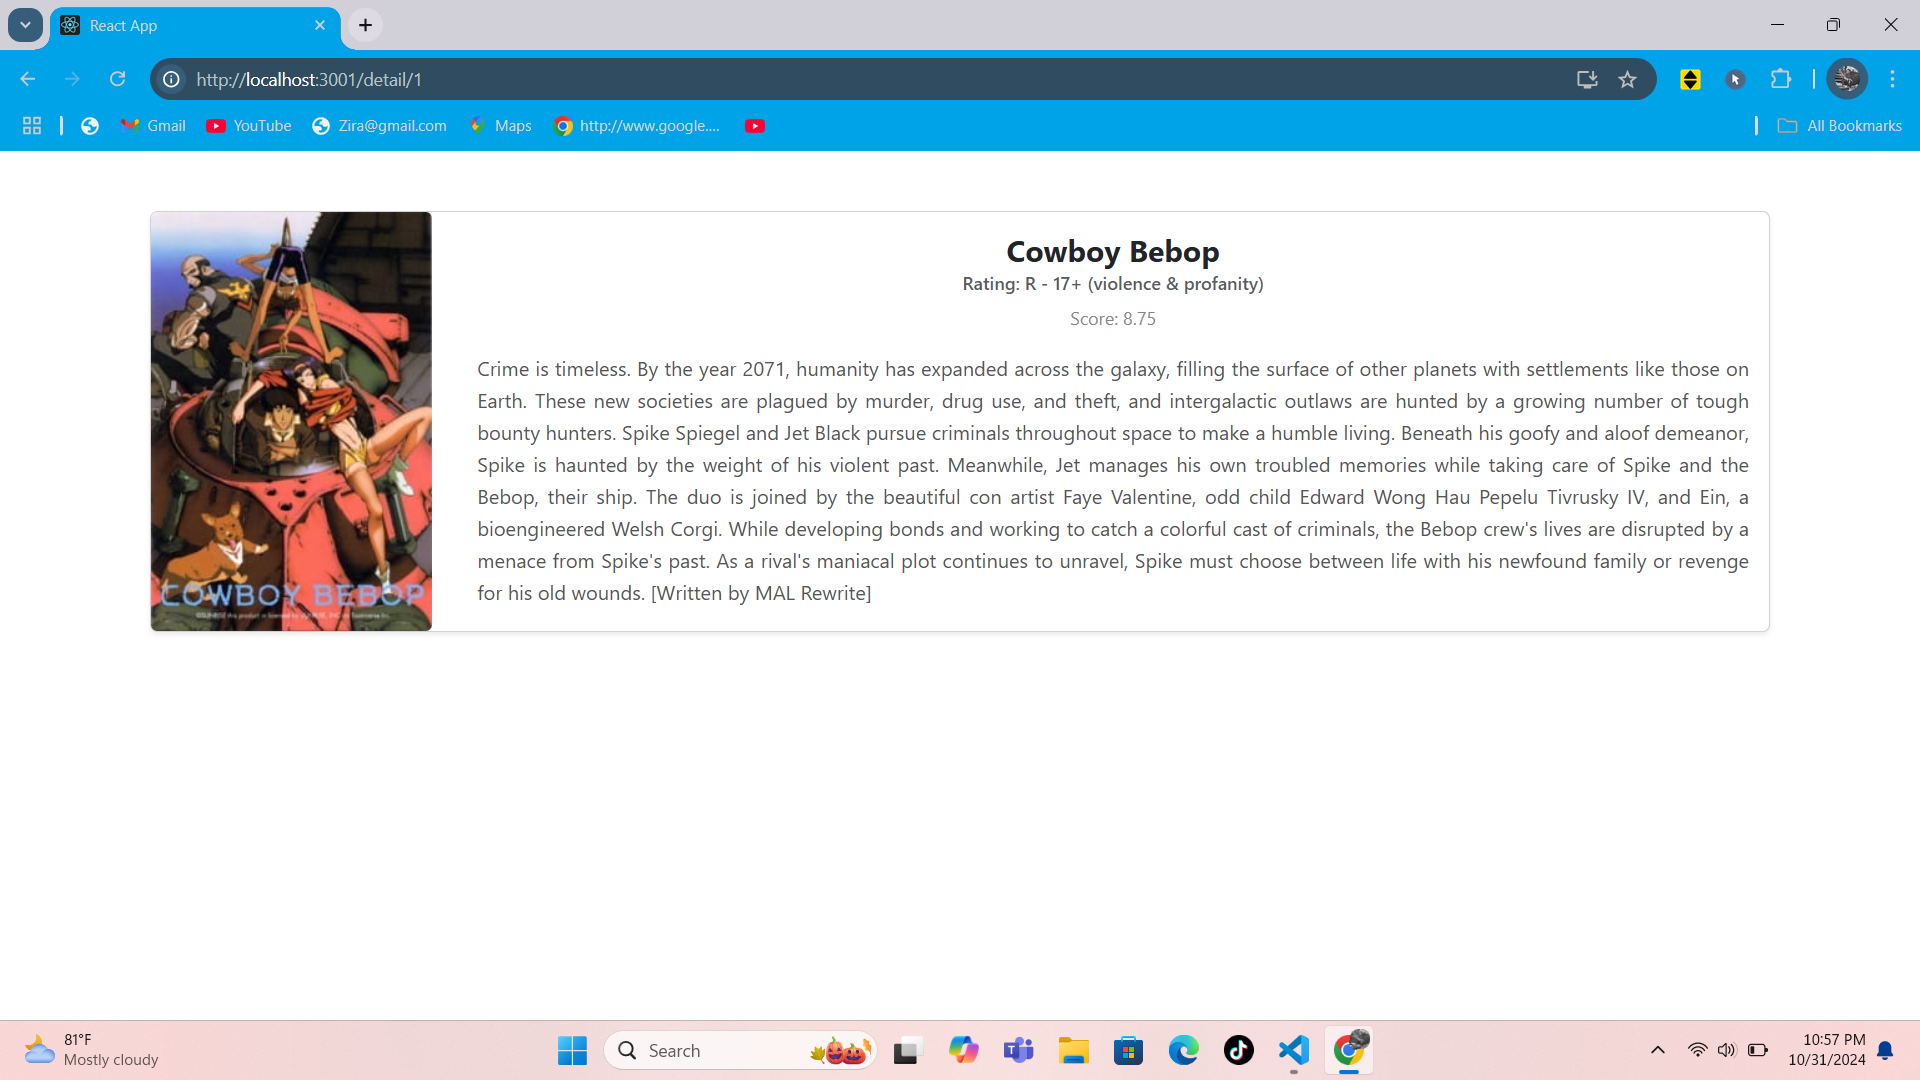 React App
http://localhost:3001/detail/1
Gmail
YouTube
Zira@gmail.com
Maps
http://www.google....
All Bookmarks
COWBOY BEBOP
Cowboy Bebop
Rating: R - 17+ (violence & profanity)
Score: 8.75
Crime is timeless. By the year 2071, humanity has expanded across the galaxy, filling the surface of other planets with settlements like those on
Earth. These new societies are plagued by murder, drug use, and theft, and intergalactic outlaws are hunted by a growing number of tough
bounty hunters. Spike Spiegel and Jet Black pursue criminals throughout space to make a humble living. Beneath his goofy and aloof demeanor,
Spike is haunted by the weight of his violent past. Meanwhile, Jet manages his own troubled memories while taking care of Spike and the
Bebop, their ship. The duo is joined by the beautiful con artist Faye Valentine, odd child Edward Wong Hau Pepelu Tivrusky IV, and Ein, a
bioengineered Welsh Corgi. While developing bonds and working to catch a colorful cast of criminals, the Bebop crew's lives are disrupted by a
menace from Spike's past. As a rival's maniacal plot continues to unravel, Spike must choose between life with his newfound family or revenge
for his old wounds. [Written by MAL Rewrite]
81°F
Mostly cloudy
Search
10:57 PM
10/31/2024